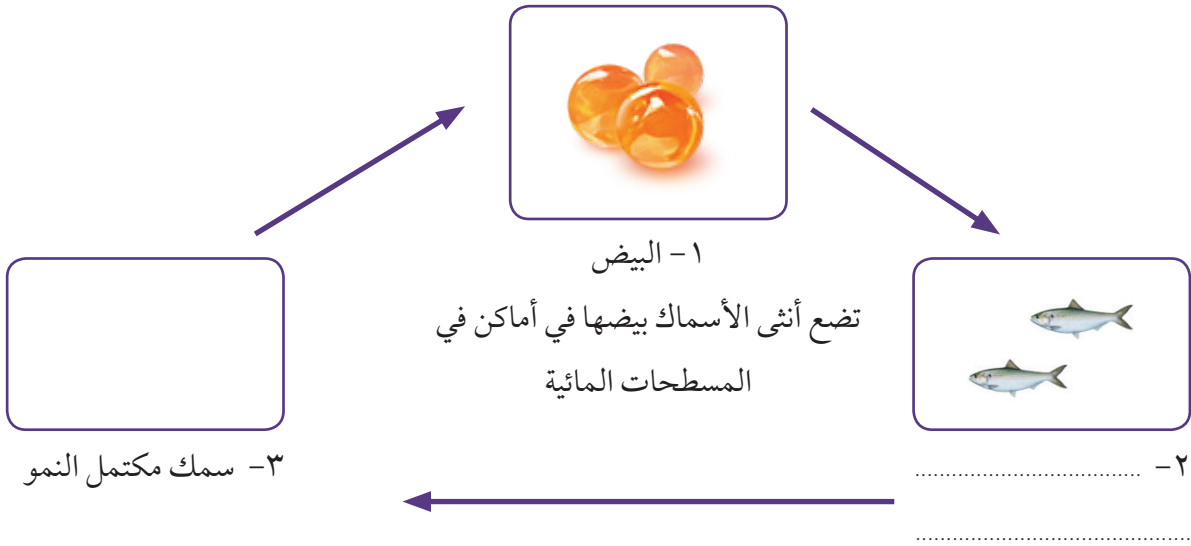 ١- البيض
تضع أنثى الأسماك بيضها في أماكن في
المسطحات المائية
٢- ......................................
..............................................
٣- سمك مكتمل النمو